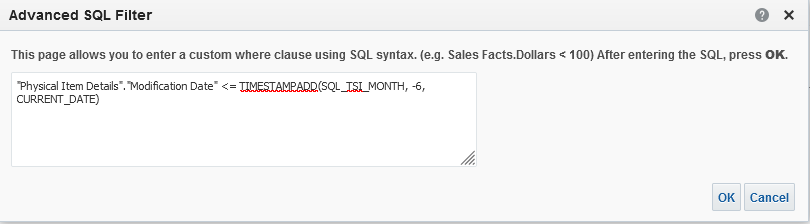 Advanced SQL Filter
This page allows you to enter a custom where clause using SQL syntax. (e.g. Sales Facts.Dollars < 100) After entering the SQL, press OK.
"Physical Item Details"."Modification Date" <= TIMESTAMPADD(SQL_TSI_MONTH, -6,
CURRENT_DATE)
OK Cancel